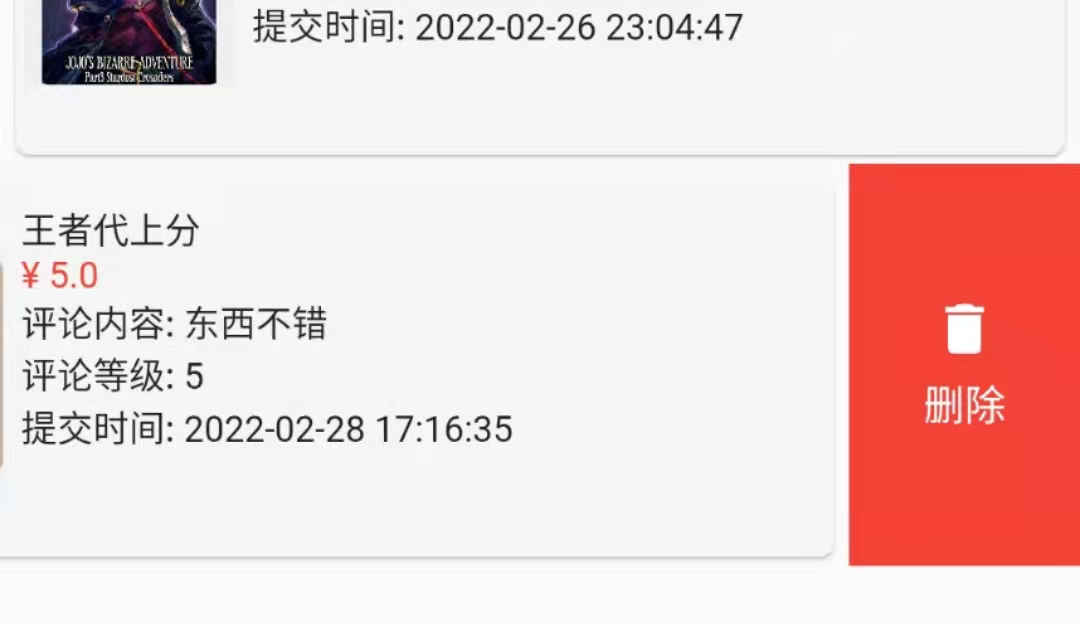 提交时间: 2022-02-26 23:04:47
JOJO'S BIZARRE ADVENTURE
Part3 Stardust Crusaders
王者代上分
¥ 5.0
评论内容: 东西不错
评论等级: 5
提交时间: 2022-02-28 17:16:35
删除